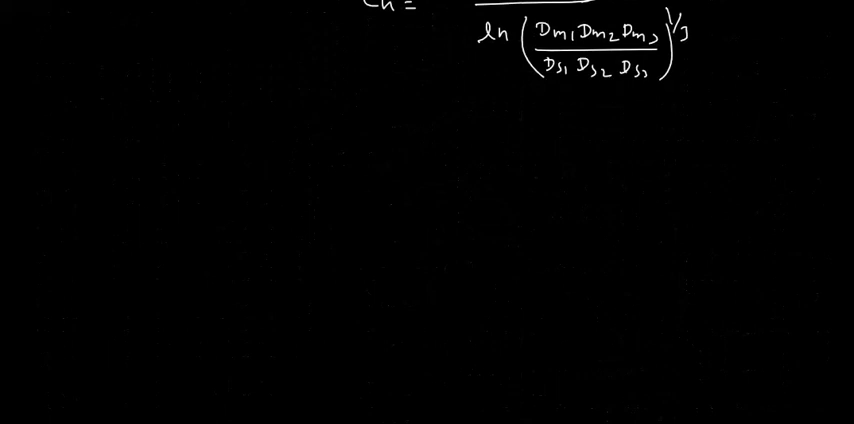 Cn =
ln (Dm1 Dm2 Dm3 / Ds1 Ds2 Ds3)^1/3